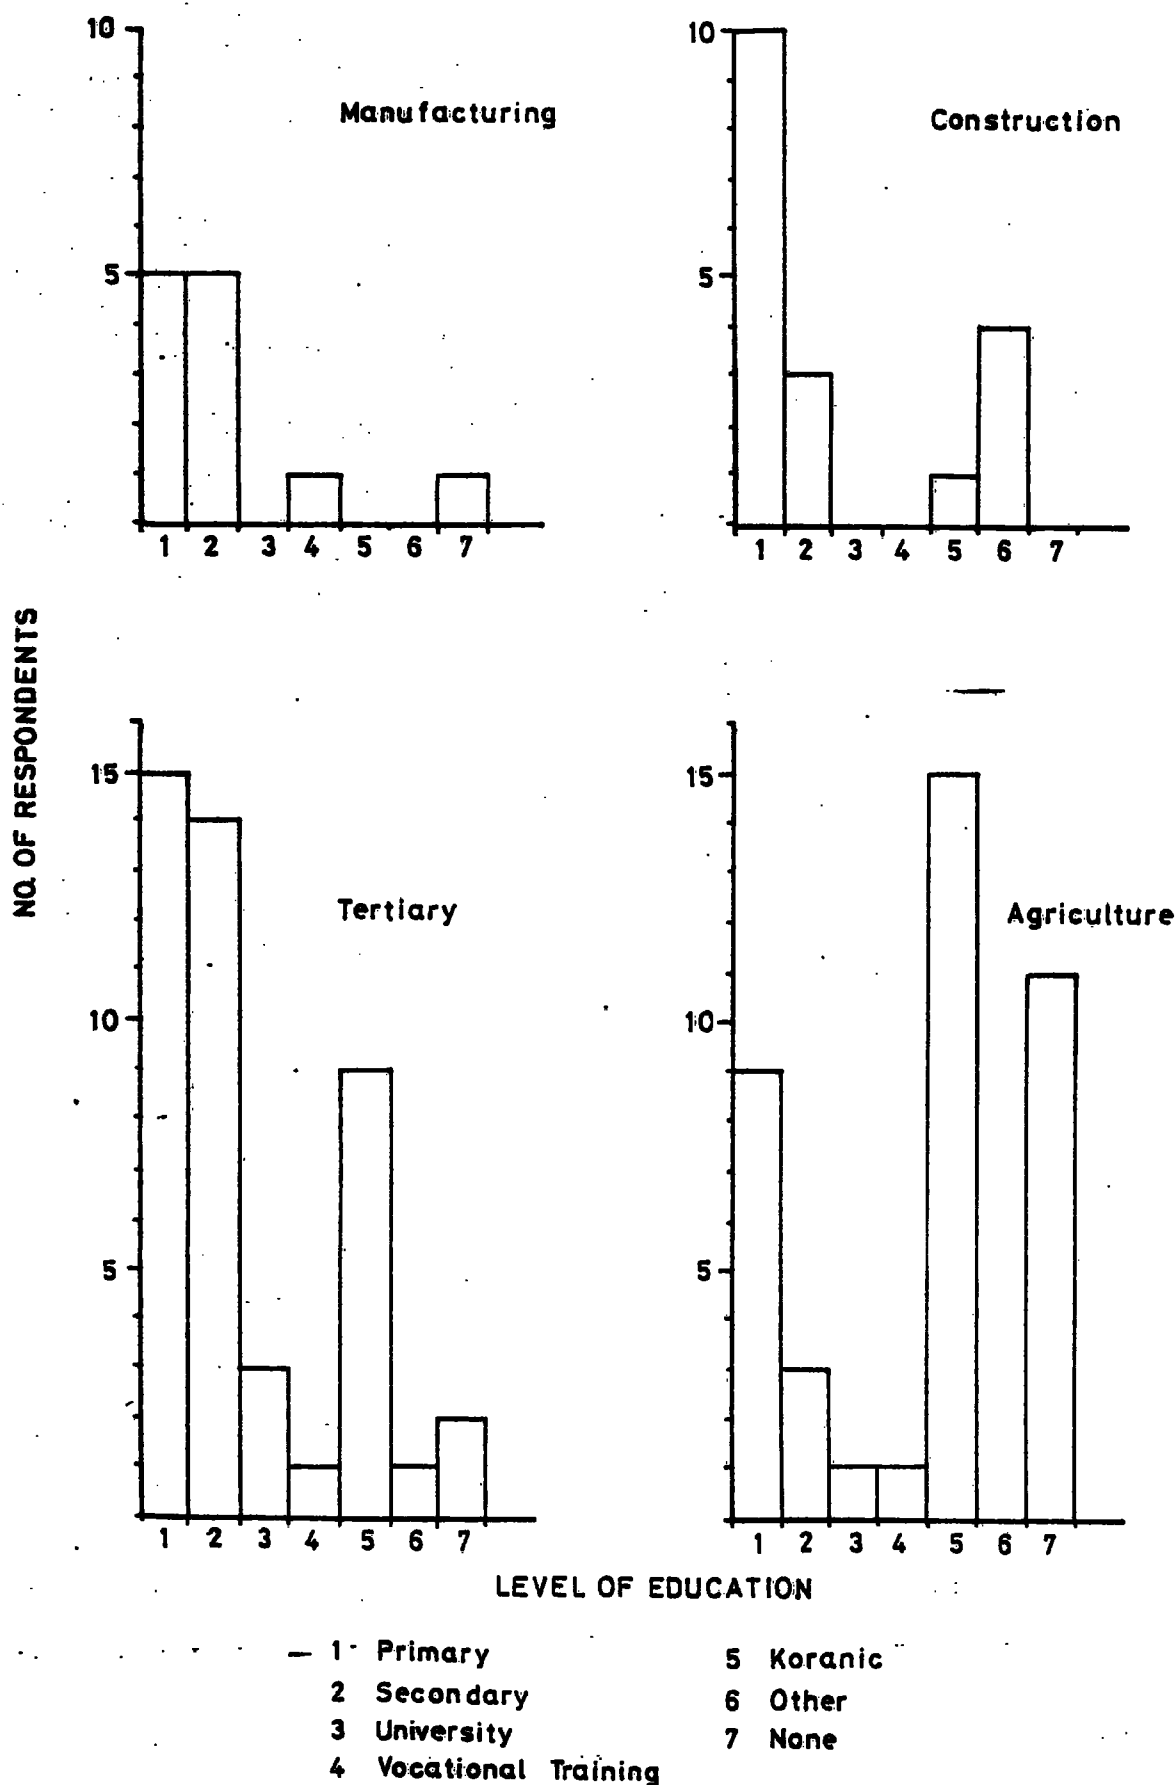 Manufacturing
10
5
1 2 3 4 5 6 7
Construction
10
5
1 2 3 4 5 6 7
NO. OF RESPONDENTS
Tertiary
15
10
5
1 2 3 4 5 6 7
Agriculture
15
10
5
1 2 3 4 5 6 7
LEVEL OF EDUCATION
1 Primary
2 Secondary
3 University
4 Vocational Training
5 Koranic
6 Other
7 None